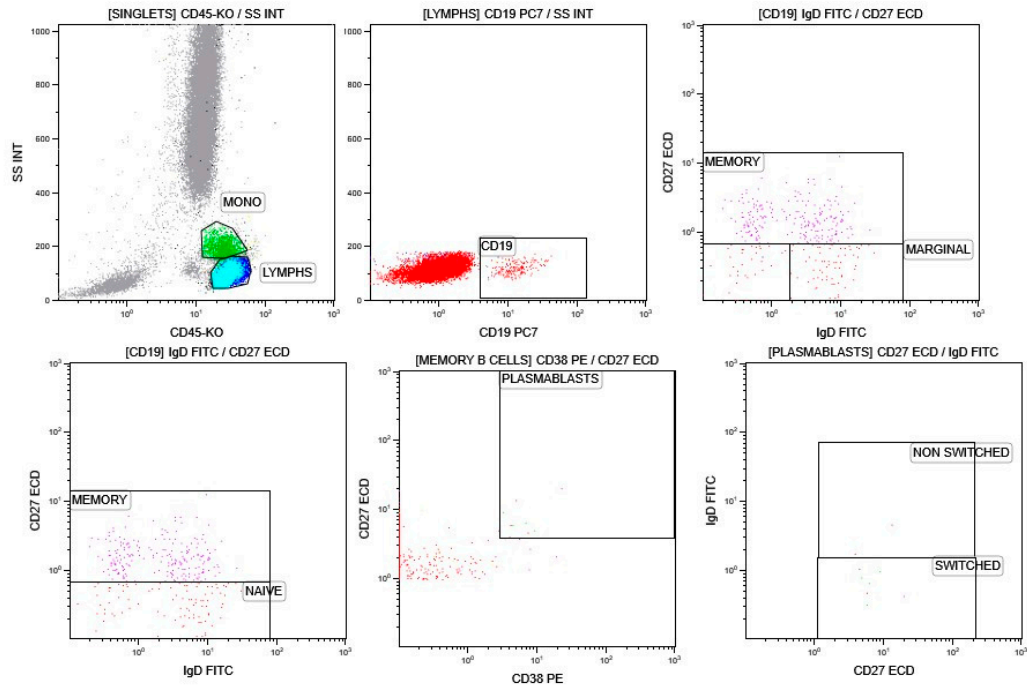 [SINGLETS] CD45-KO / SS INT
1000
800
600
400
200
0
SS INT
MONO
LYMPHS
10⁰
10¹
10²
10³
CD45-KO
[LYMPHS] CD19 PC7 / SS INT
1000
800
600
400
200
0
CD19
10⁰
10¹
10²
10³
CD19 PC7
[CD19] IgD FITC / CD27 ECD
10³
10²
10¹
10⁰
CD27 ECD
MEMORY
MARGINAL
10⁰
10¹
10²
10³
IgD FITC
[CD19] IgD FITC / CD27 ECD
10³
10²
10¹
10⁰
CD27 ECD
MEMORY
NAIVE
10⁰
10¹
10²
10³
IgD FITC
[MEMORY B CELLS] CD38 PE / CD27 ECD
10³
10²
10¹
10⁰
CD27 ECD
PLASMABLASTS
10⁰
10¹
10²
10³
CD38 PE
[PLASMABLASTS] CD27 ECD / IgD FITC
10³
10²
10¹
10⁰
IgD FITC
NON SWITCHED
SWITCHED
10⁰
10¹
10²
10³
CD27 ECD